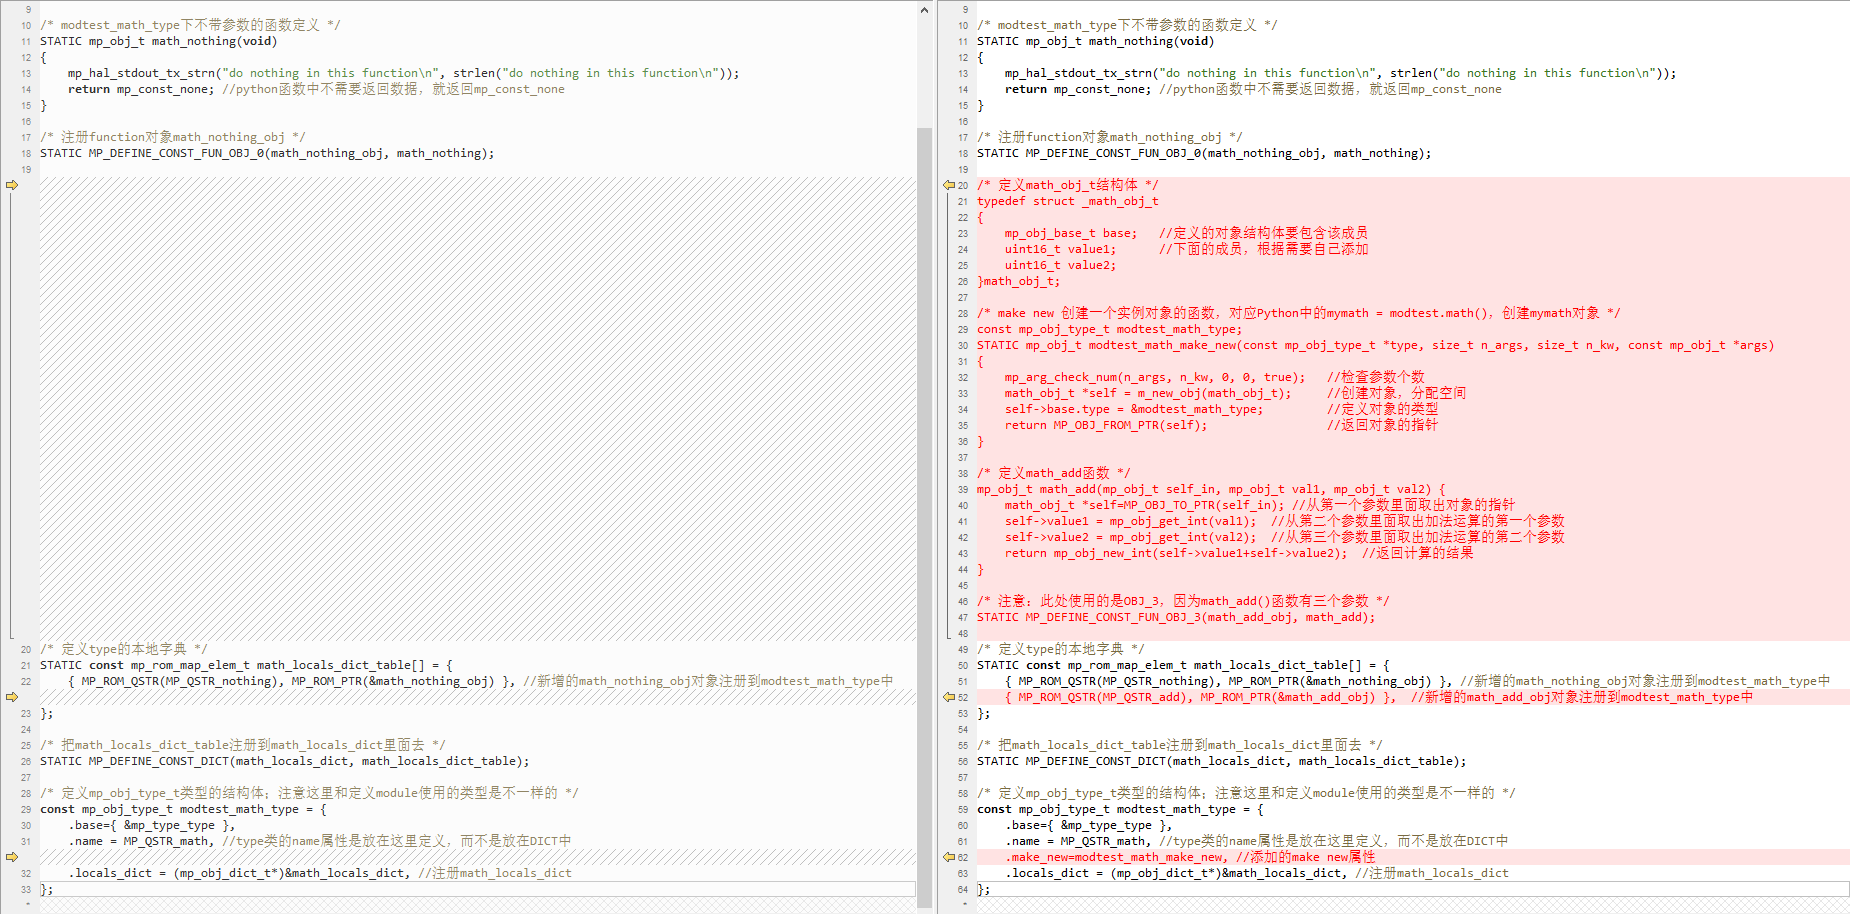 9
10 /* modtest_math_type下不带参数的函数定义 */
11 STATIC mp_obj_t math_nothing(void)
12 {
13     mp_hal_stdout_tx_strn("do nothing in this function\n", strlen("do nothing in this function\n"));
14     return mp_const_none; //python函数中不需要返回数据，就返回mp_const_none
15 }
16
17 /* 注册function对象math_nothing_obj */
18 STATIC MP_DEFINE_CONST_FUN_OBJ_0(math_nothing_obj, math_nothing);
19
20 /* 定义type的本地字典 */
21 STATIC const mp_rom_map_elem_t math_locals_dict_table[] = {
22     { MP_ROM_QSTR(MP_QSTR_nothing), MP_ROM_PTR(&math_nothing_obj) }, //新增的math_nothing_obj对象注册到modtest_math_type中
23 };
24
25 /* 把math_locals_dict_table注册到math_locals_dict里面去 */
26 STATIC MP_DEFINE_CONST_DICT(math_locals_dict, math_locals_dict_table);
27
28 /* 定义mp_obj_type_t类型的结构体；注意这里和定义module使用的类型是不一样的 */
29 const mp_obj_type_t modtest_math_type = {
30     .base={ &mp_type_type },
31     .name = MP_QSTR_math, //type类的name属性是放在这里定义，而不是放在DICT中
32     .locals_dict = (mp_obj_dict_t*)&math_locals_dict, //注册math_locals_dict
33 };
9
10 /* modtest_math_type下不带参数的函数定义 */
11 STATIC mp_obj_t math_nothing(void)
12 {
13     mp_hal_stdout_tx_strn("do nothing in this function\n", strlen("do nothing in this function\n"));
14     return mp_const_none; //python函数中不需要返回数据，就返回mp_const_none
15 }
16
17 /* 注册function对象math_nothing_obj */
18 STATIC MP_DEFINE_CONST_FUN_OBJ_0(math_nothing_obj, math_nothing);
19
20 /* 定义math_obj_t结构体 */
21 typedef struct _math_obj_t
22 {
23     mp_obj_base_t base;   //定义的对象结构体要包含该成员
24     uint16_t value1;      //下面的成员，根据需要自己添加
25     uint16_t value2;
26 }math_obj_t;
27
28 /* make new 创建一个实例对象的函数，对应Python中的mymath = modtest.math()，创建mymath对象 */
29 const mp_obj_type_t modtest_math_type;
30 STATIC mp_obj_t modtest_math_make_new(const mp_obj_type_t *type, size_t n_args, size_t n_kw, const mp_obj_t *args)
31 {
32     mp_arg_check_num(n_args, n_kw, 0, 0, true);   //检查参数个数
33     math_obj_t *self = m_new_obj(math_obj_t);     //创建对象，分配空间
34     self->base.type = &modtest_math_type;         //定义对象的类型
35     return MP_OBJ_FROM_PTR(self);                 //返回对象的指针
36 }
37
38 /* 定义math_add函数 */
39 mp_obj_t math_add(mp_obj_t self_in, mp_obj_t val1, mp_obj_t val2) {
40     math_obj_t *self=MP_OBJ_TO_PTR(self_in); //从第一个参数里面取出对象的指针
41     self->value1 = mp_obj_get_int(val1);  //从第二个参数里面取出加法运算的第一个参数
42     self->value2 = mp_obj_get_int(val2);  //从第三个参数里面取出加法运算的第二个参数
43     return mp_obj_new_int(self->value1+self->value2);  //返回计算的结果
44 }
45
46 /* 注意：此处使用的是OBJ_3，因为math_add()函数有三个参数 */
47 STATIC MP_DEFINE_CONST_FUN_OBJ_3(math_add_obj, math_add);
48
49 /* 定义type的本地字典 */
50 STATIC const mp_rom_map_elem_t math_locals_dict_table[] = {
51     { MP_ROM_QSTR(MP_QSTR_nothing), MP_ROM_PTR(&math_nothing_obj) }, //新增的math_nothing_obj对象注册到modtest_math_type中
52     { MP_ROM_QSTR(MP_QSTR_add), MP_ROM_PTR(&math_add_obj) },  //新增的math_add_obj对象注册到modtest_math_type中
53 };
54
55 /* 把math_locals_dict_table注册到math_locals_dict里面去 */
56 STATIC MP_DEFINE_CONST_DICT(math_locals_dict, math_locals_dict_table);
57
58 /* 定义mp_obj_type_t类型的结构体；注意这里和定义module使用的类型是不一样的 */
59 const mp_obj_type_t modtest_math_type = {
60     .base={ &mp_type_type },
61     .name = MP_QSTR_math, //type类的name属性是放在这里定义，而不是放在DICT中
62     .make_new=modtest_math_make_new, //添加的make new属性
63     .locals_dict = (mp_obj_dict_t*)&math_locals_dict, //注册math_locals_dict
64 };